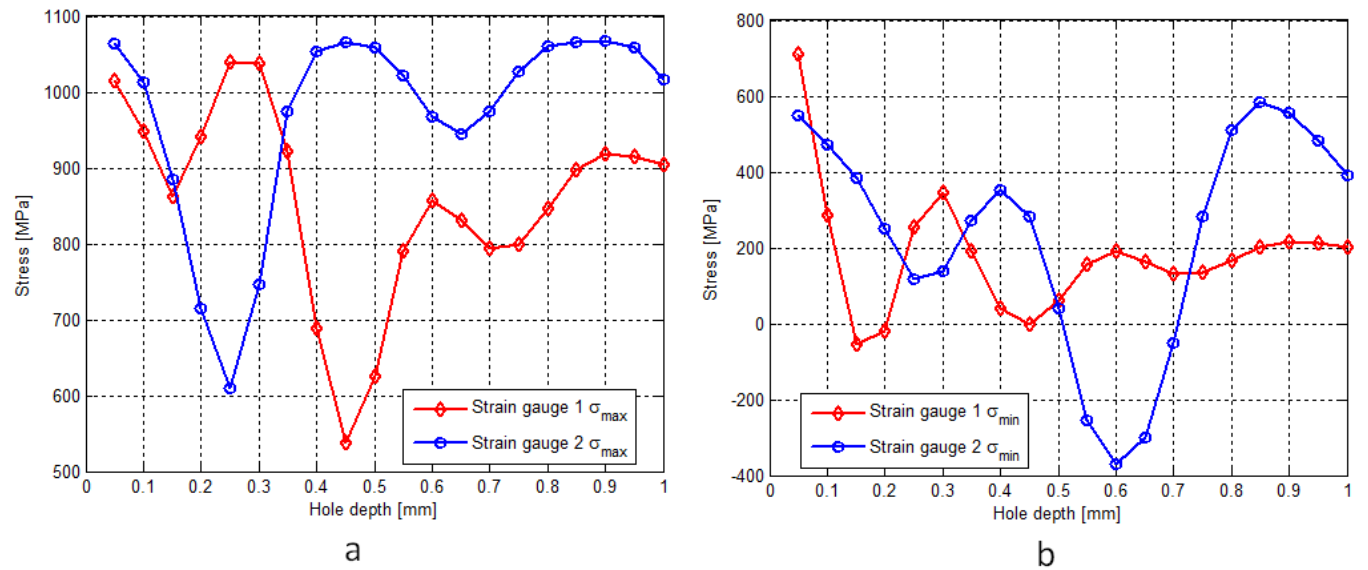 1100
1000
900
800
700
600
500
Stress [MPa]
0 0.1 0.2 0.3 0.4 0.5 0.6 0.7 0.8 0.9 1
Hole depth [mm]
Strain gauge 1 σmax
Strain gauge 2 σmax
a
800
600
400
200
0
-200
-400
Stress [MPa]
0 0.1 0.2 0.3 0.4 0.5 0.6 0.7 0.8 0.9 1
Hole depth [mm]
Strain gauge 1 σmin
Strain gauge 2 σmin
b